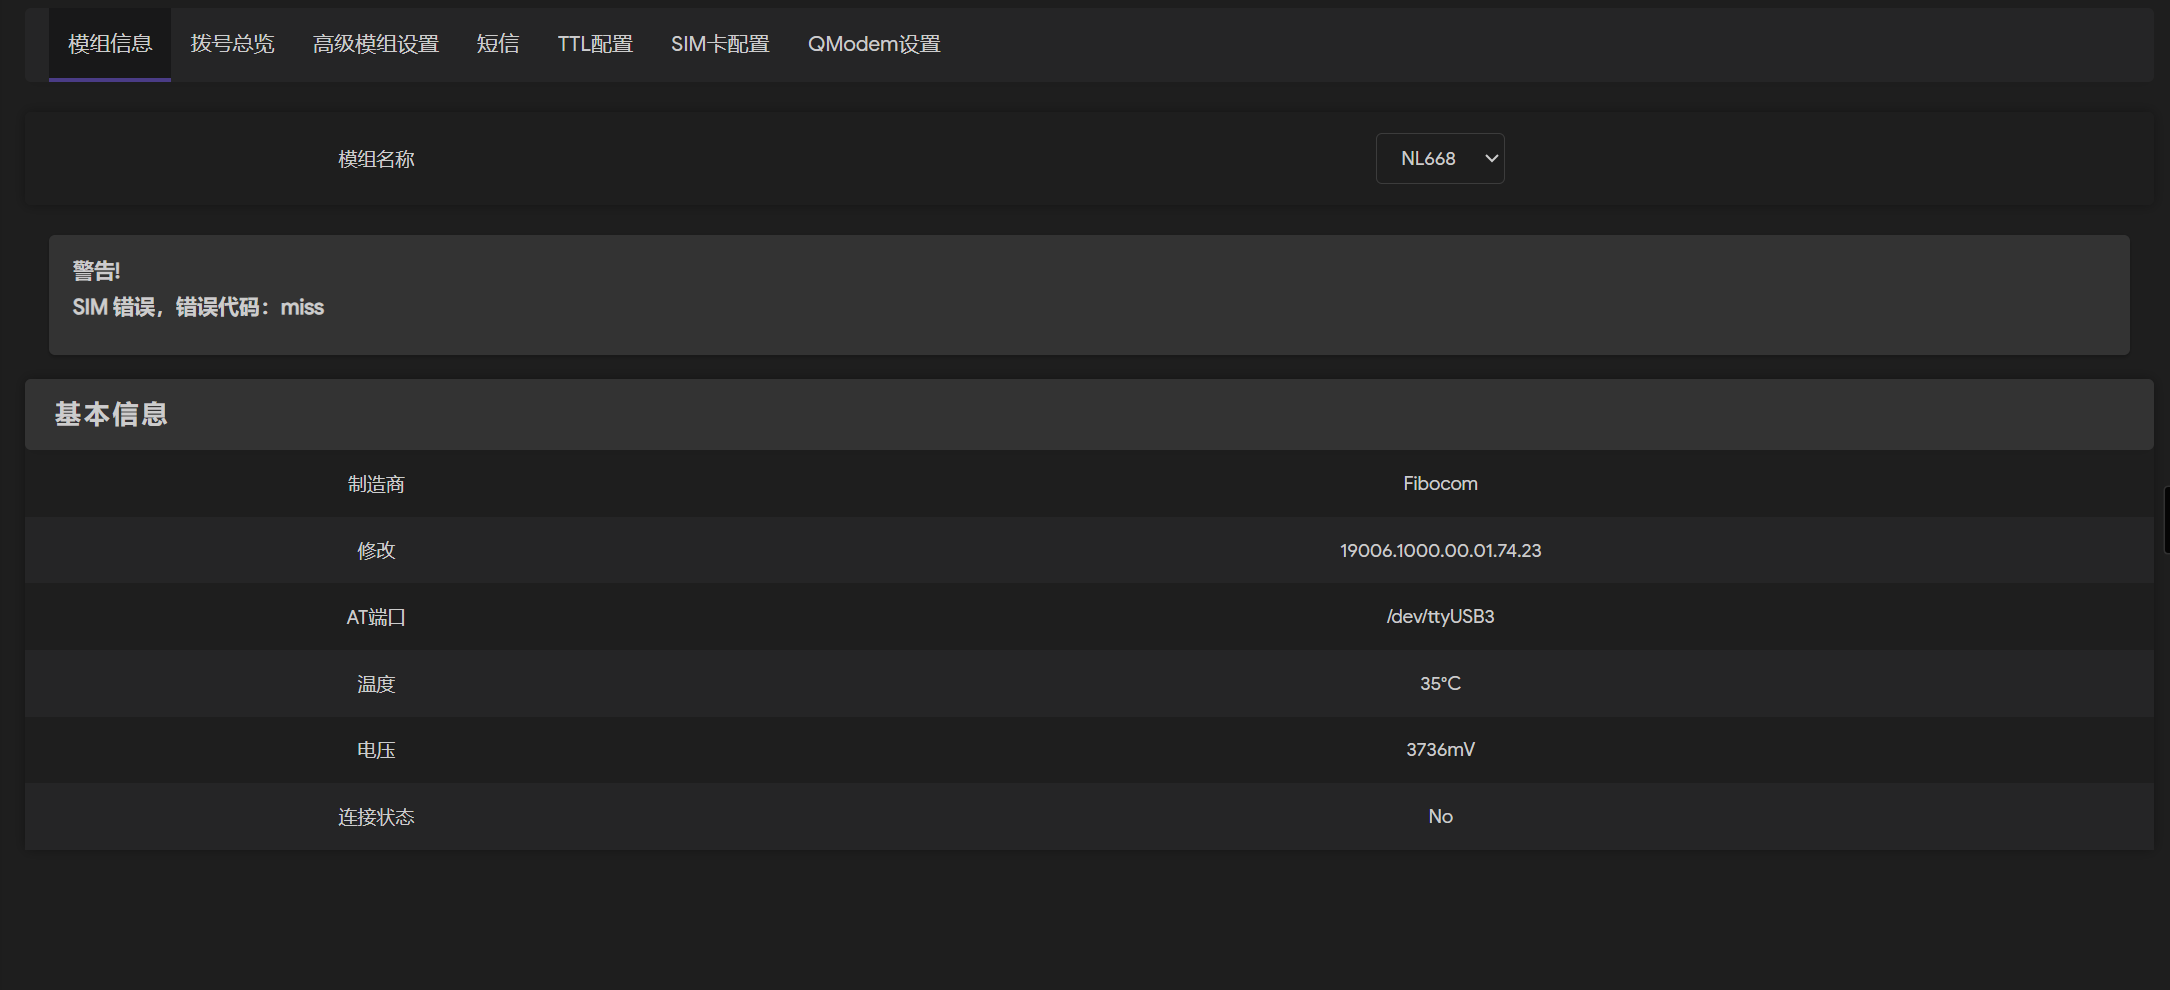 模组信息 拨号总览 高级模组设置 短信 TTL配置 SIM卡配置 QModem设置
模组名称 NL668
警告!
SIM 错误，错误代码：miss
基本信息
制造商 Fibocom
修改 19006.1000.00.01.74.23
AT端口 /dev/ttyUSB3
温度 35°C
电压 3736mV
连接状态 No